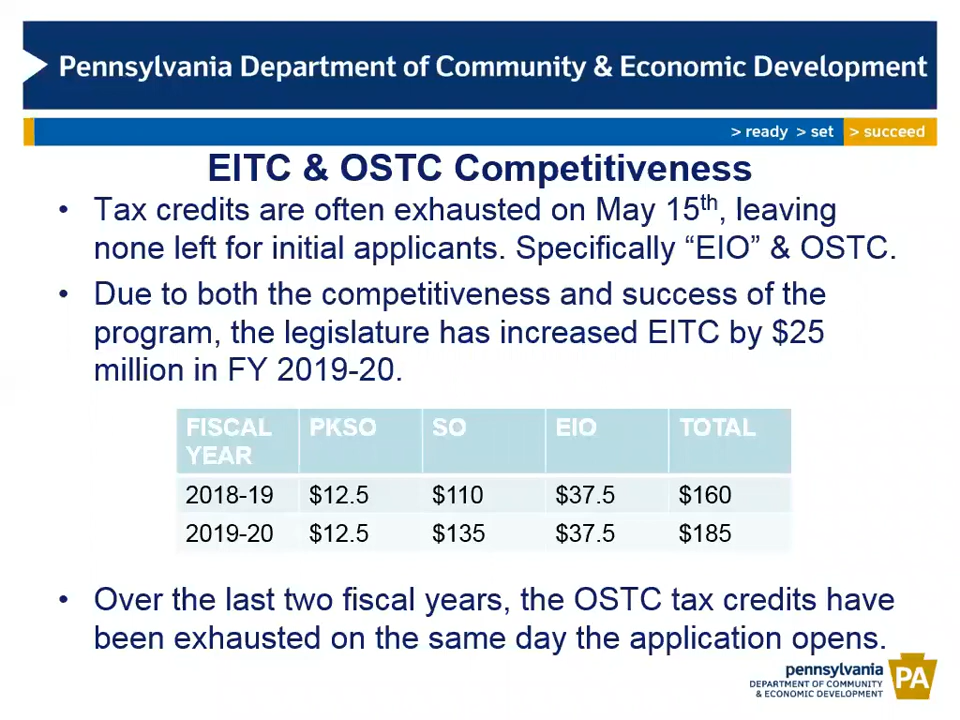 Pennsylvania Department of Community & Economic Development
> ready > set > succeed
EITC & OSTC Competitiveness
• Tax credits are often exhausted on May 15th, leaving
none left for initial applicants. Specifically “EIO” & OSTC.
• Due to both the competitiveness and success of the
program, the legislature has increased EITC by $25
million in FY 2019-20.
FISCAL YEAR PKSO SO EIO TOTAL
2018-19 $12.5 $110 $37.5 $160
2019-20 $12.5 $135 $37.5 $185
• Over the last two fiscal years, the OSTC tax credits have
been exhausted on the same day the application opens.
pennsylvania
DEPARTMENT OF COMMUNITY
& ECONOMIC DEVELOPMENT
PA